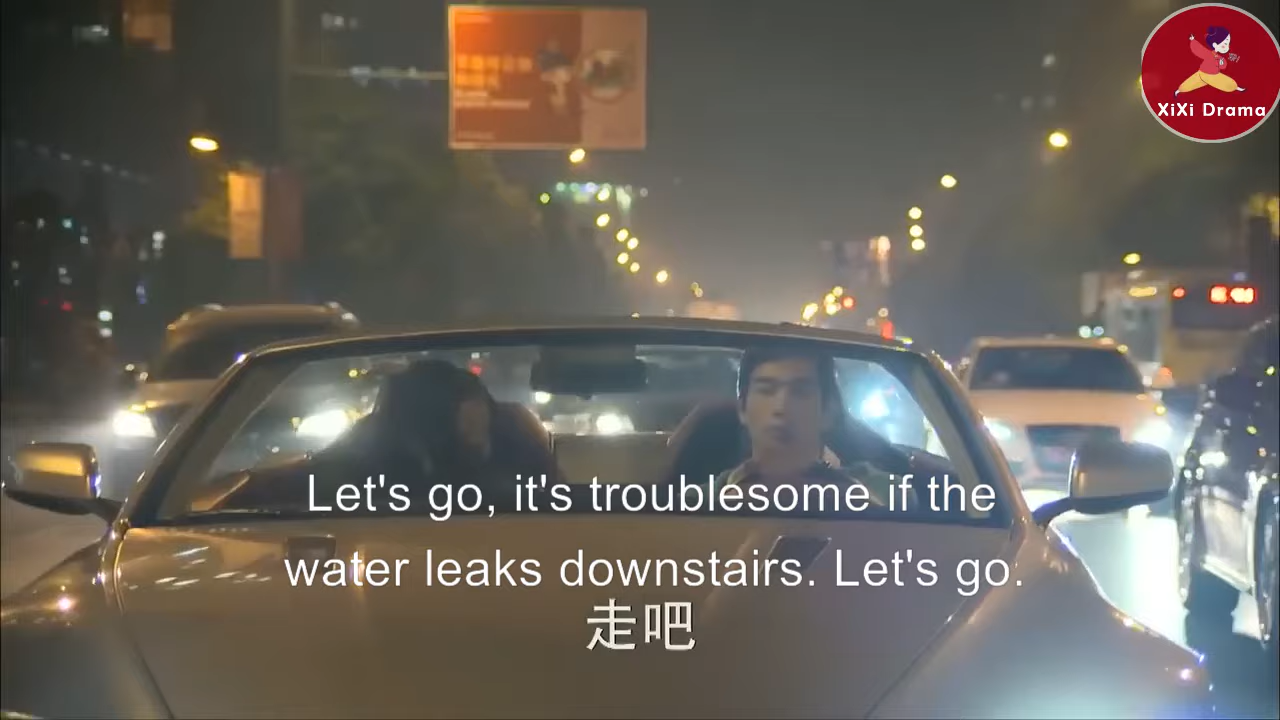 XiXi Drama
Let's go, it's troublesome if the
water leaks downstairs. Let's go.
走吧